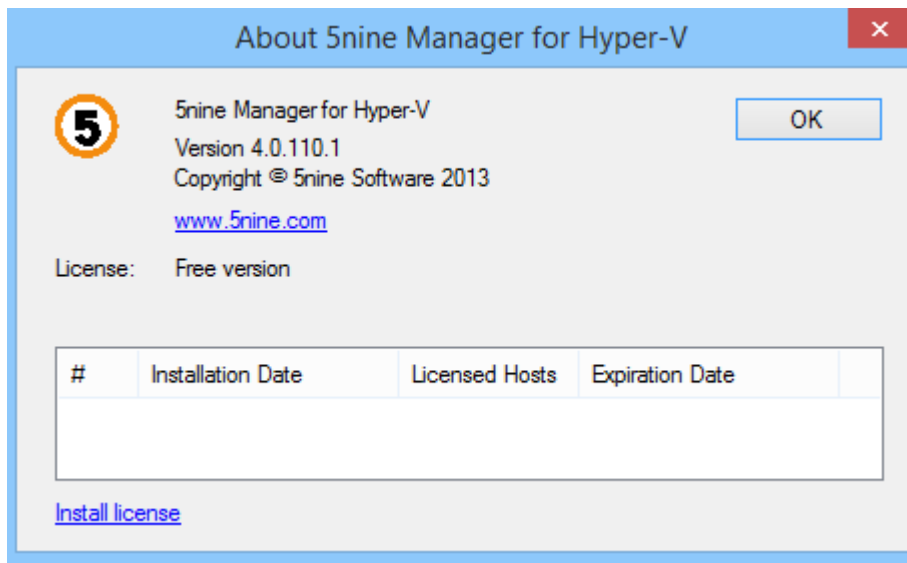 About 5nine Manager for Hyper-V
5
5nine Manager for Hyper-V
OK
Version 4.0.110.1
Copyright © 5nine Software 2013
www.5nine.com
License: Free version
# Installation Date Licensed Hosts Expiration Date
Install license